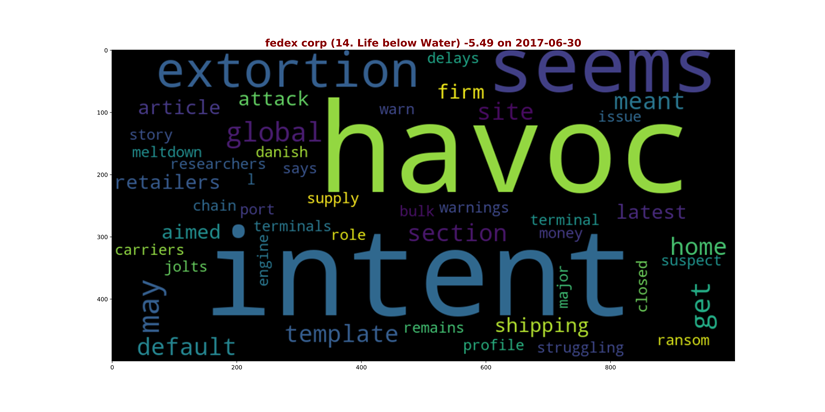 fedex corp (14. Life below Water) -5.49 on 2017-06-30
0
100
200
300
400
0
200
400
600
800
extortion
delays
seems
attack
firm
meant
article
warn
site
issue
story
global
havoc
meltdown
danish
researchers
says
retailers
l
supply
chain
port
bulk
warnings
latest
aimed
terminals
role
section
terminal
money
home
carriers
jolts
engine
intent
suspect
may
major
closed
get
default
template
remains
shipping
profile
struggling
ransom